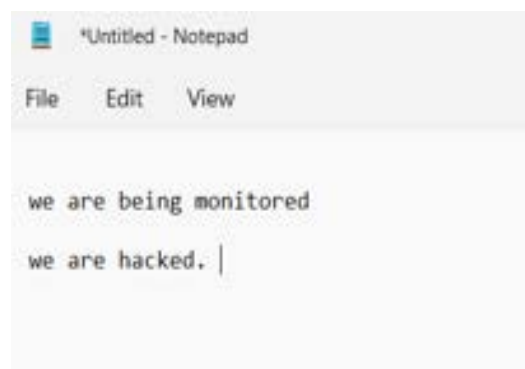 *Untitled - Notepad
File Edit View
we are being monitored
we are hacked.